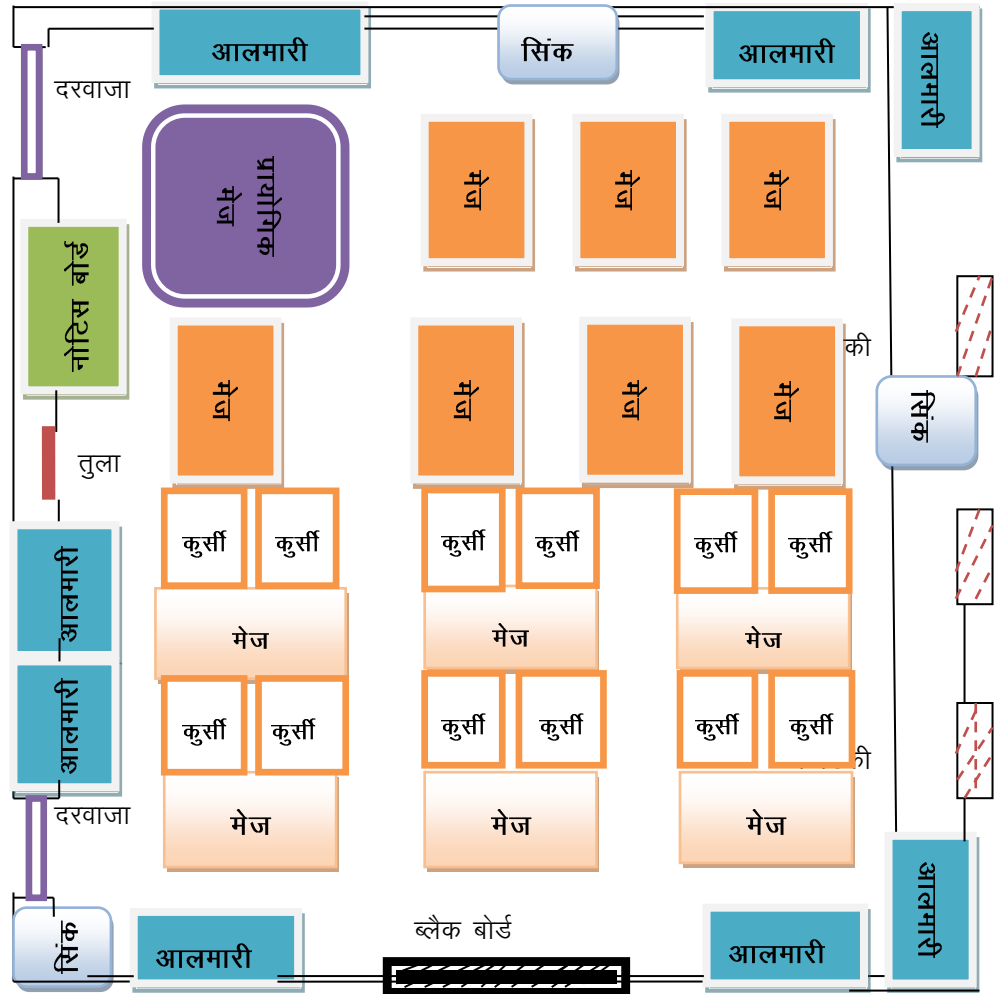 आलमारी
सिंक
आलमारी
आलमारी
दरवाजा
प्रायोगिक
मेज
मेज
मेज
मेज
नोटिस बोर्ड
मेज
मेज
मेज
मेज
की
सिंक
तुला
कुर्सी
कुर्सी
कुर्सी
कुर्सी
कुर्सी
कुर्सी
आलमारी
मेज
मेज
मेज
आलमारी
कुर्सी
कुर्सी
कुर्सी
कुर्सी
कुर्सी
कुर्सी
की
दरवाजा
मेज
मेज
मेज
सिंक
आलमारी
ब्लैक बोर्ड
आलमारी
आलमारी